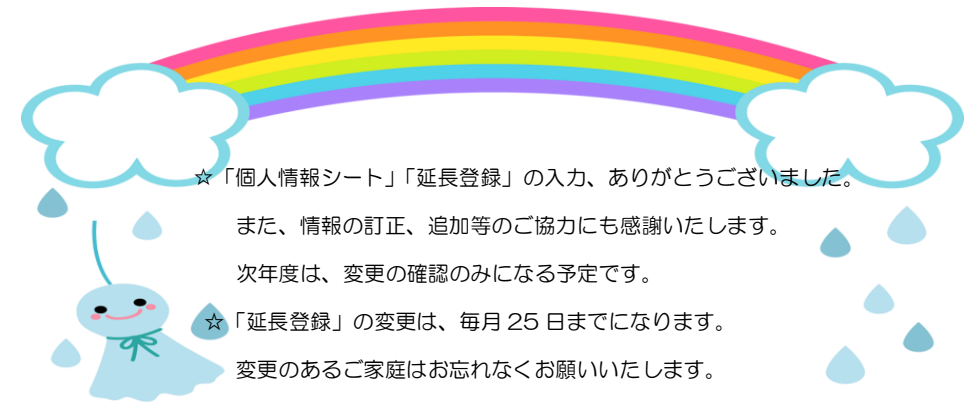 ☆「個人情報シート」「延長登録」の入力、ありがとうございました。
また、情報の訂正、追加等のご協力にも感謝いたします。
次年度は、変更の確認のみになる予定です。
☆「延長登録」の変更は、毎月25日までになります。
変更のあるご家庭はお忘れなくお願いいたします。